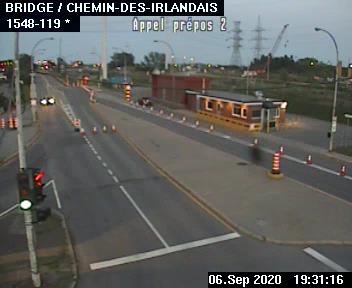 BRIDGE / CHEMIN-DES-IRLANDAIS
1548-119 *
Appel prépos 2
06.Sep 2020 19:31:16